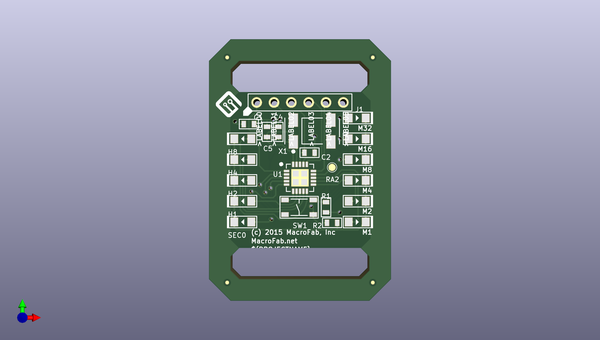 J1
M32
C5
X1
M16
C2
H8
M8
U1
H4
RA2
M4
H2
R1
M2
H1
SW1 R2
SEC0
M1
(c) 2015 MacroFab, Inc
MacroFab.net